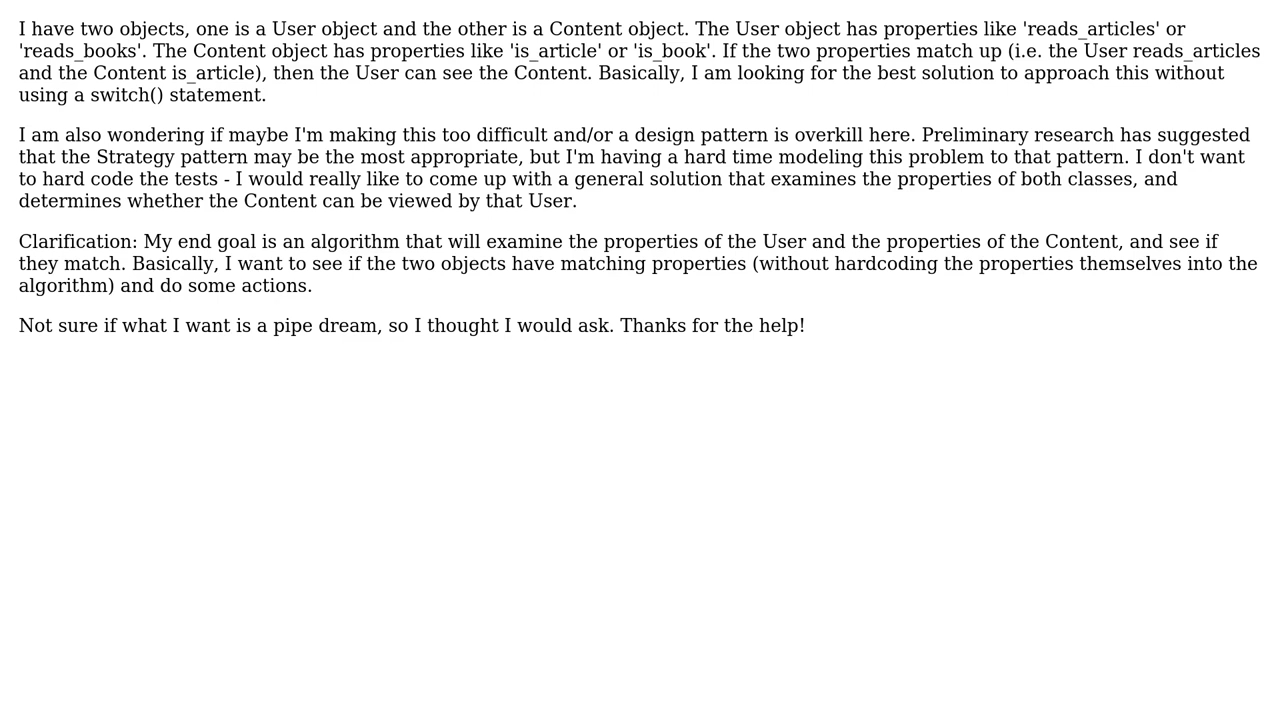 I have two objects, one is a User object and the other is a Content object. The User object has properties like 'reads_articles' or
'reads_books'. The Content object has properties like 'is_article' or 'is_book'. If the two properties match up (i.e. the User reads_articles
and the Content is_article), then the User can see the Content. Basically, I am looking for the best solution to approach this without
using a switch() statement.
I am also wondering if maybe I'm making this too difficult and/or a design pattern is overkill here. Preliminary research has suggested
that the Strategy pattern may be the most appropriate, but I'm having a hard time modeling this problem to that pattern. I don't want
to hard code the tests - I would really like to come up with a general solution that examines the properties of both classes, and
determines whether the Content can be viewed by that User.
Clarification: My end goal is an algorithm that will examine the properties of the User and the properties of the Content, and see if
they match. Basically, I want to see if the two objects have matching properties (without hardcoding the properties themselves into the
algorithm) and do some actions.
Not sure if what I want is a pipe dream, so I thought I would ask. Thanks for the help!